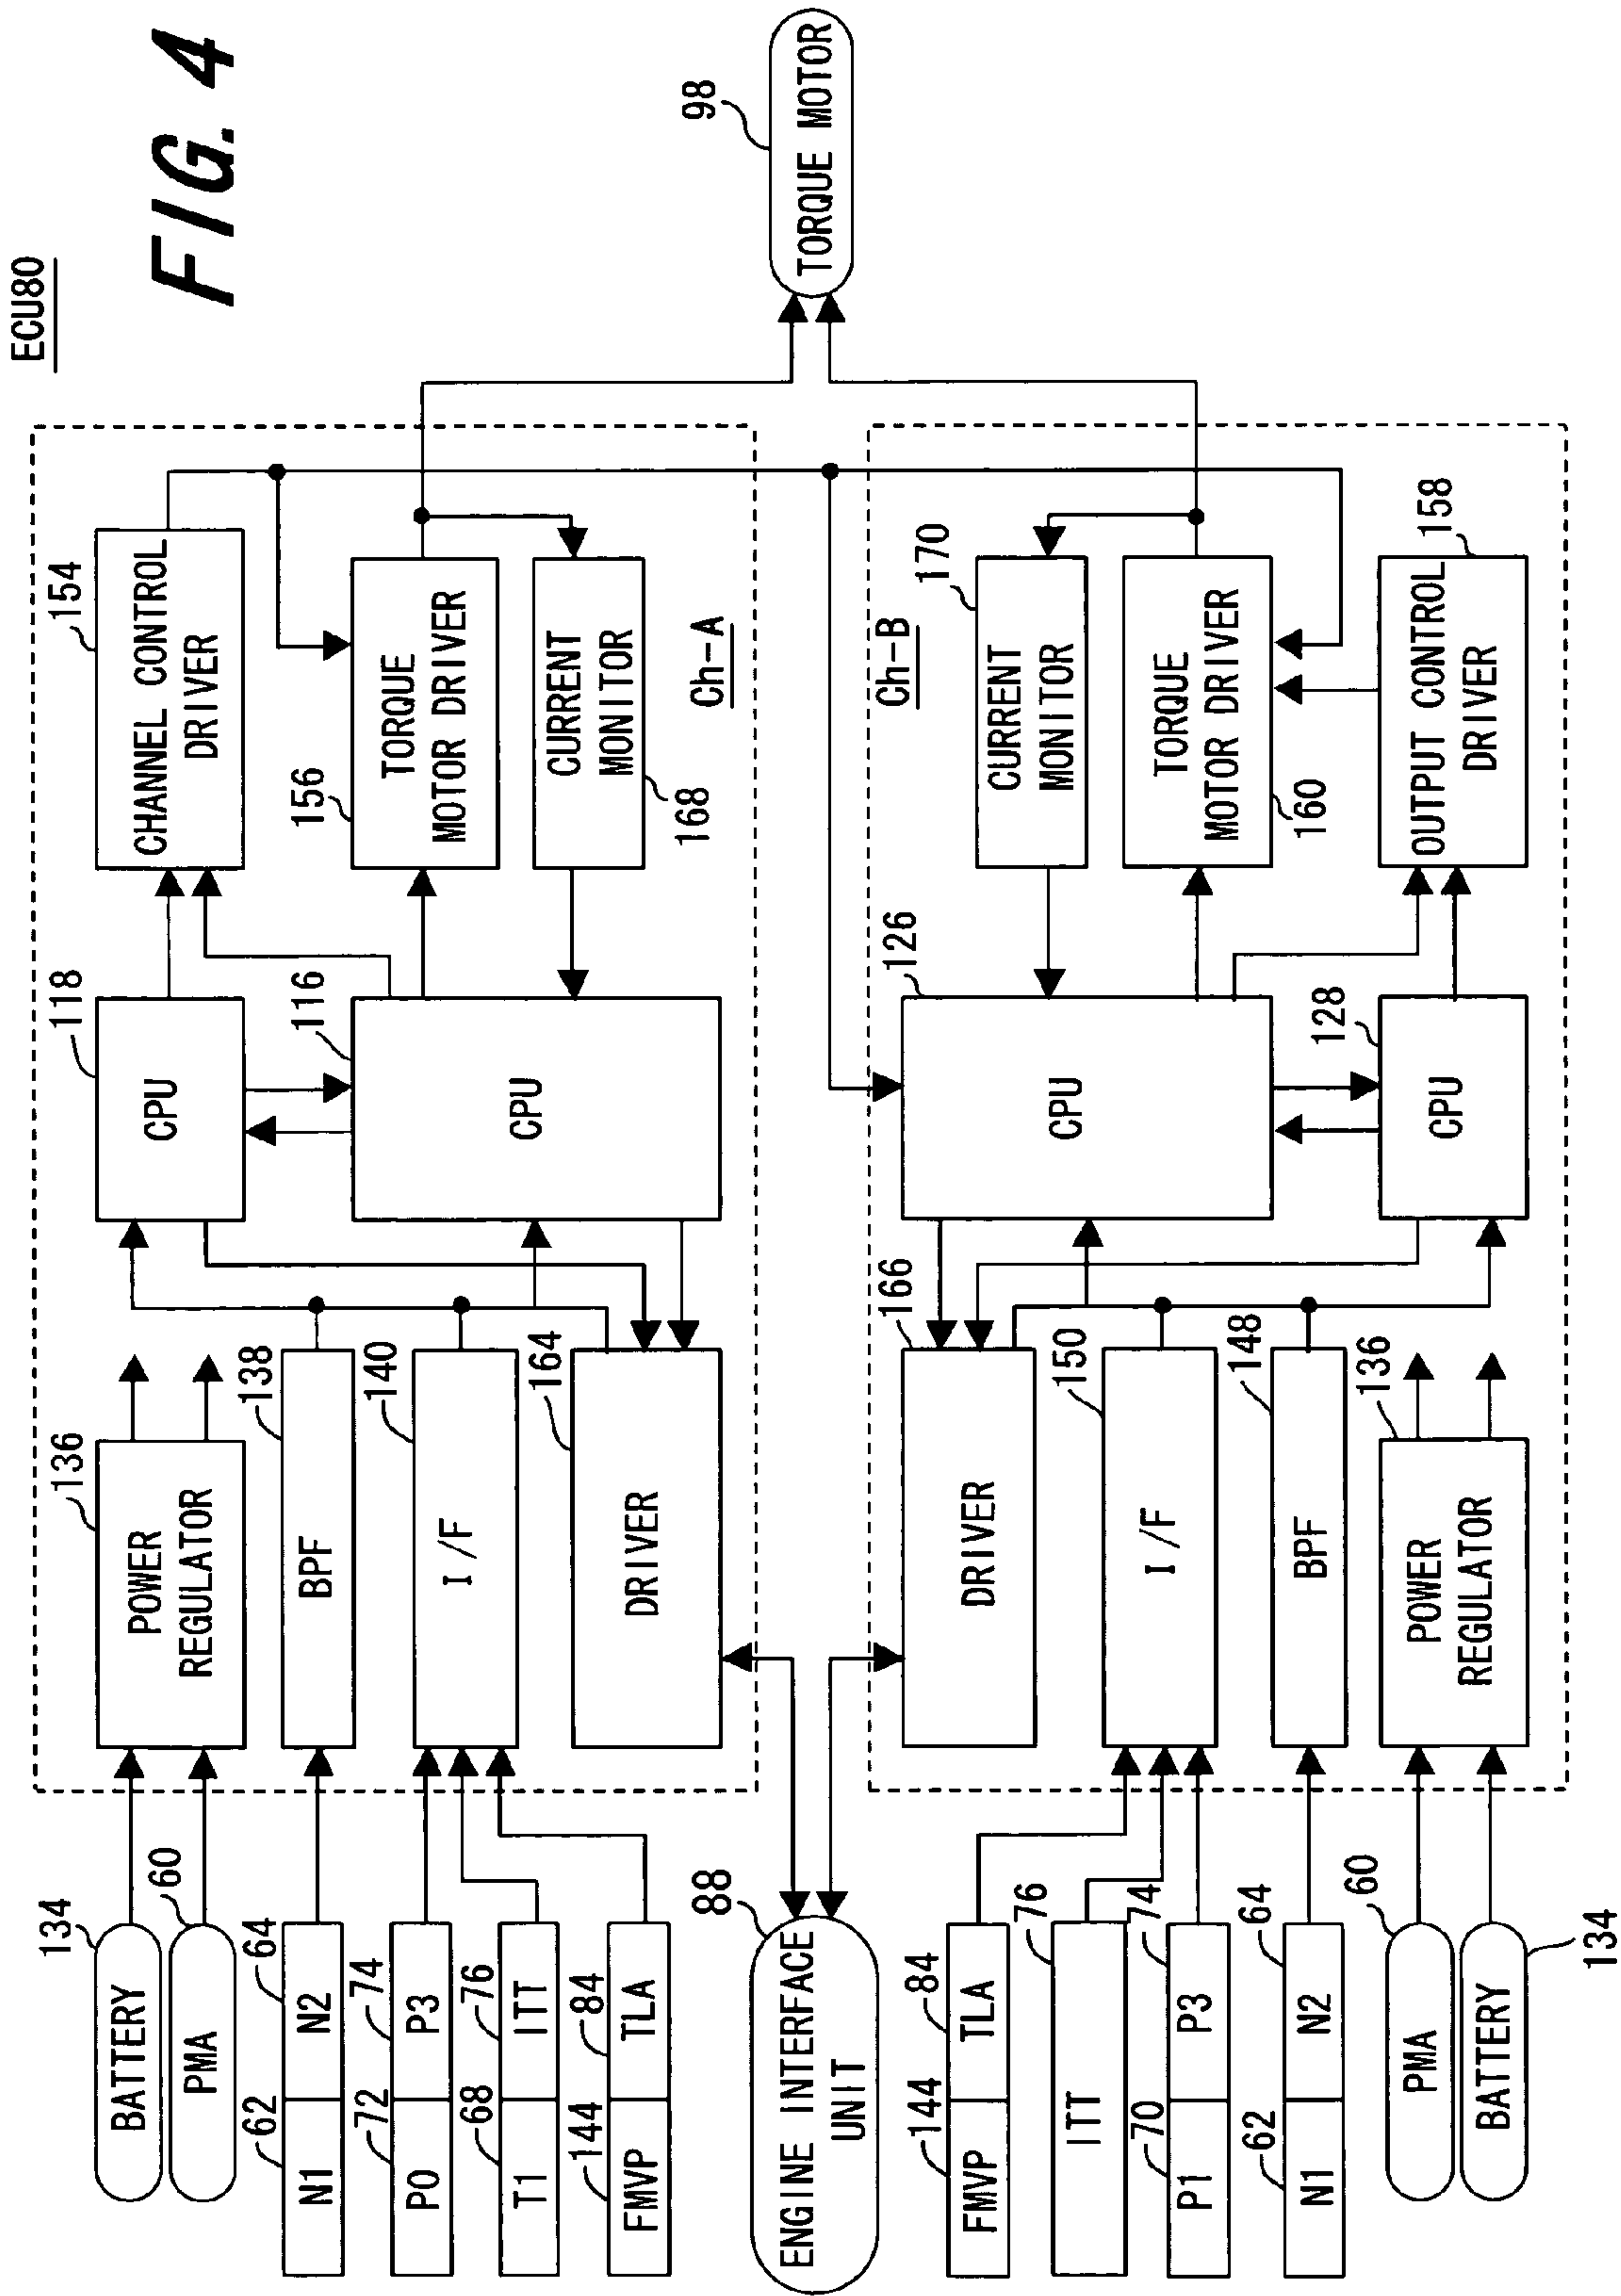 ECU80
FIG. 4
134
BATTERY
60
PMA
62
64
N1
N2
72
74
P0
P3
68
76
T1
ITT
144
84
FMVP
TLA
136
POWER
REGULATOR
138
BPF
140
I/F
164
DRIVER
118
CPU
116
CPU
154
CHANNEL CONTROL
DRIVER
156
TORQUE
MOTOR DRIVER
CURRENT
MONITOR
168
Ch-A
98
TORQUE MOTOR
88
ENGINE INTERFACE
UNIT
144
84
FMVP
TLA
76
ITT
70
74
P1
P3
62
64
N1
N2
60
PMA
BATTERY
134
166
DRIVER
150
I/F
148
BPF
136
POWER
REGULATOR
126
CPU
128
CPU
Ch-B
170
CURRENT
MONITOR
TORQUE
MOTOR DRIVER
160
158
OUTPUT CONTROL
DRIVER